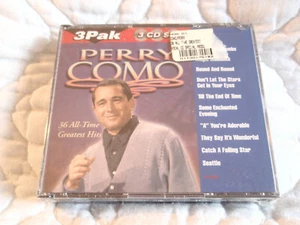 3Pak
3 CD S
PERRY
COMO
36 All-Time
Greatest Hits
Round And Round
Don't Let The Stars
Get In Your Eyes
'Til The End Of Time
Some Enchanted
Evening
"A" You're Adorable
They Say It's Wonderful
Catch A Falling Star
Seattle